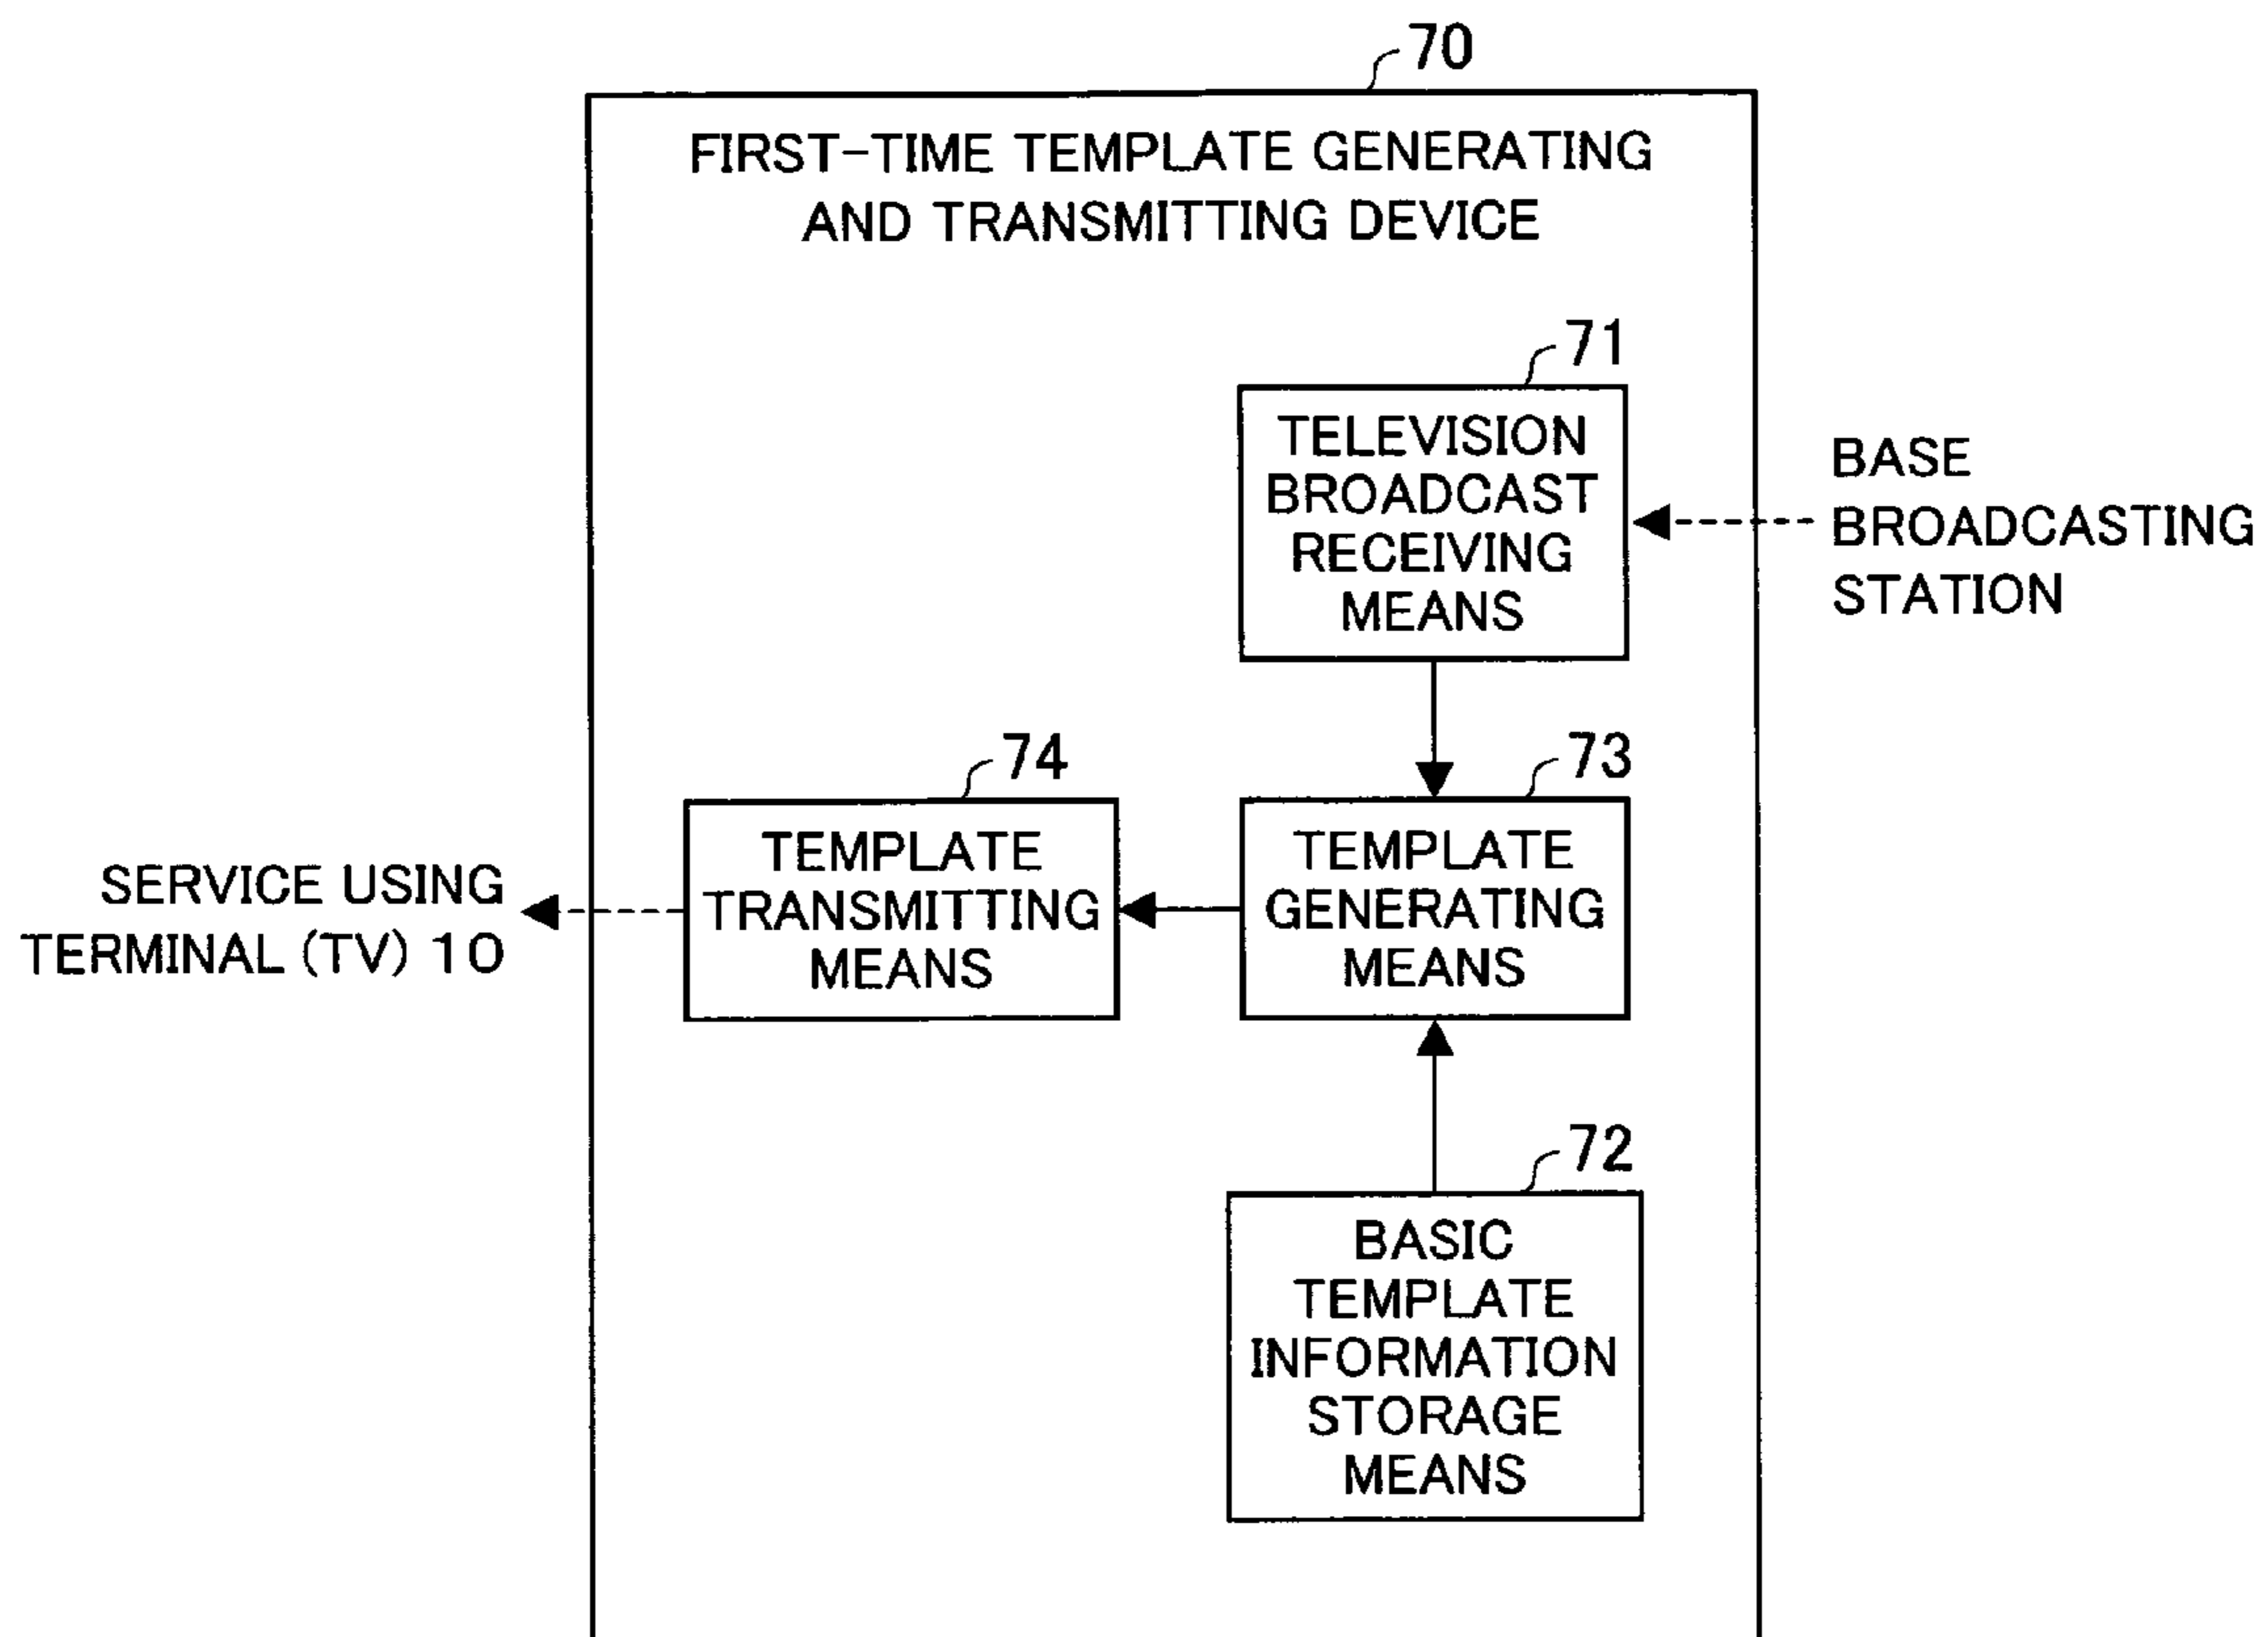 70
FIRST-TIME TEMPLATE GENERATING
AND TRANSMITTING DEVICE
71
TELEVISION
BROADCAST
RECEIVING
MEANS
BASE
BROADCASTING
STATION
74
73
SERVICE USING
TERMINAL (TV) 10
TEMPLATE
TRANSMITTING
MEANS
TEMPLATE
GENERATING
MEANS
72
BASIC
TEMPLATE
INFORMATION
STORAGE
MEANS